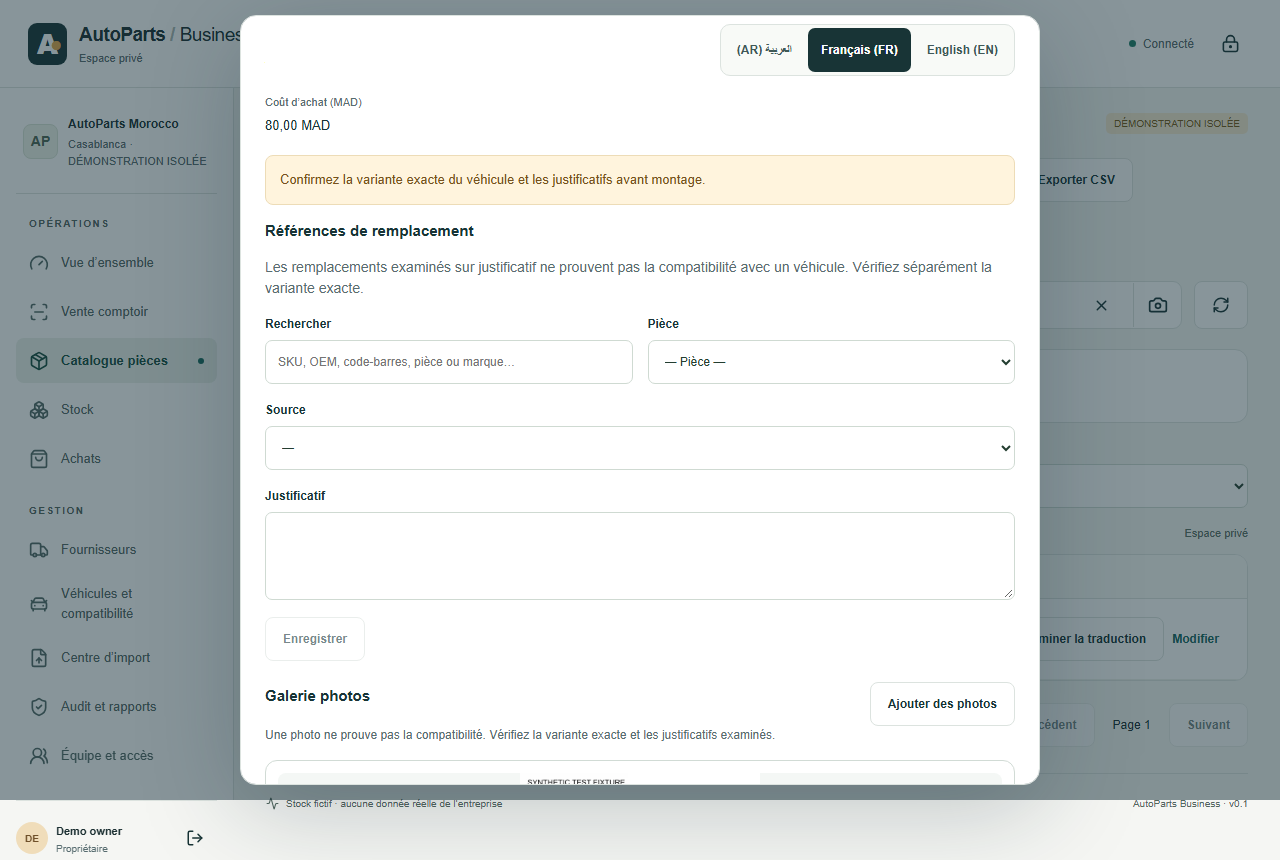 AutoParts / Busines
Espace privé
Connecté
AP
AutoParts Morocco
Casablanca ·
DÉMONSTRATION ISOLÉE
OPÉRATIONS
Vue d’ensemble
Vente comptoir
Catalogue pièces
Stock
Achats
GESTION
Fournisseurs
Véhicules et
compatibilité
Centre d’import
Audit et rapports
Équipe et accès
DE
Demo owner
Propriétaire
العربية (AR)
Français (FR)
English (EN)
Coût d’achat (MAD)
80,00 MAD
Confirmez la variante exacte du véhicule et les justificatifs avant montage.
Références de remplacement
Les remplacements examinés sur justificatif ne prouvent pas la compatibilité avec un véhicule. Vérifiez séparément la
variante exacte.
Rechercher
Pièce
SKU, OEM, code-barres, pièce ou marque…
— Pièce —
Source
—
Justificatif
Enregistrer
Galerie photos
Ajouter des photos
Une photo ne prouve pas la compatibilité. Vérifiez la variante exacte et les justificatifs examinés.
SYNTHETIC TEST FIXTURE
DÉMONSTRATION ISOLÉE
Exporter CSV
Espace privé
miner la traduction
Modifier
cédent
Page 1
Suivant
Stock fictif · aucune donnée réelle de l’entreprise
AutoParts Business · v0.1